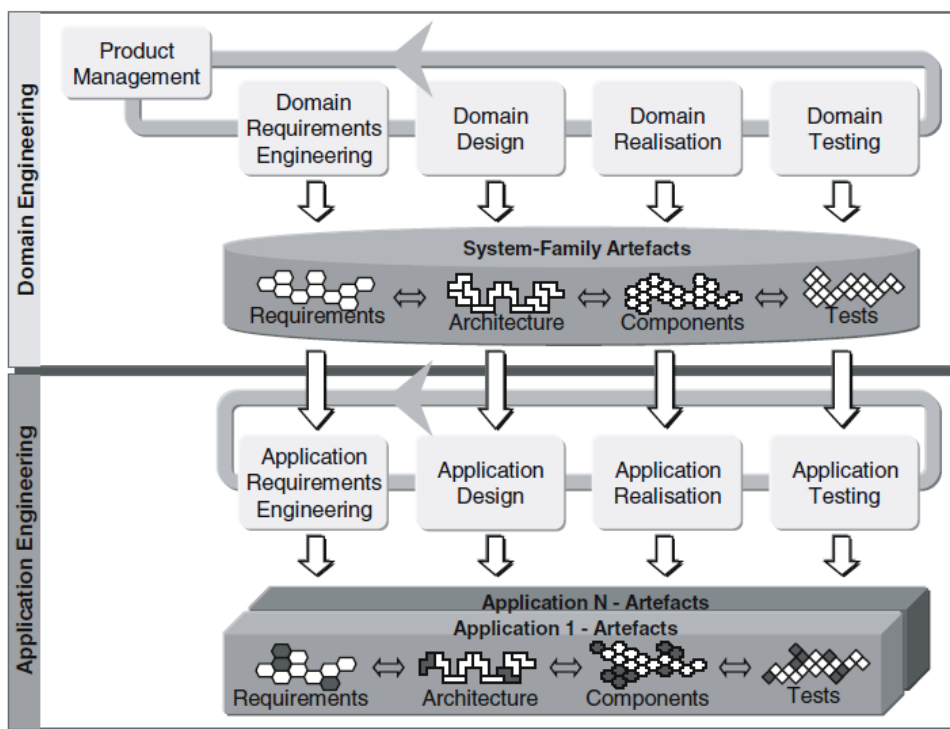 Domain Engineering
Product
Management
Domain
Requirements
Engineering
Domain
Design
Domain
Realisation
Domain
Testing
System-Family Artefacts
Requirements
Architecture
Components
Tests
Application Engineering
Application
Requirements
Engineering
Application
Design
Application
Realisation
Application
Testing
Application N - Artefacts
Application 1 - Artefacts
Requirements
Architecture
Components
Tests